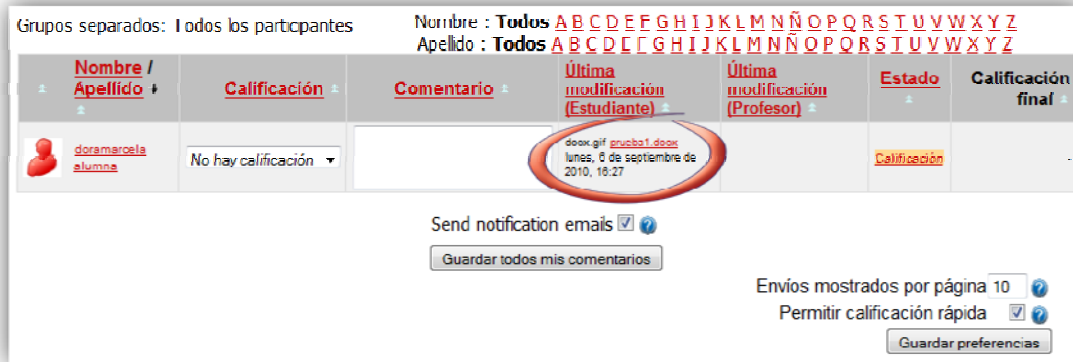 Grupos separados: Todos los participantes
Nombre : Todos A B C D E F G H I J K L M N Ñ O P Q R S T U V W X Y Z
Apellido : Todos A B C D E F G H I J K L M N Ñ O P Q R S T U V W X Y Z
Nombre / Apellido
Calificación
Comentario
Última modificación (Estudiante)
Última modificación (Profesor)
Estado
Calificación final
doramarcela alumna
No hay calificación
docx.gif prueba1.docx
lunes, 6 de septiembre de
2010, 16:27
Calificación
-
Send notification emails
Guardar todos mis comentarios
Envíos mostrados por página 10
Permitir calificación rápida
Guardar preferencias